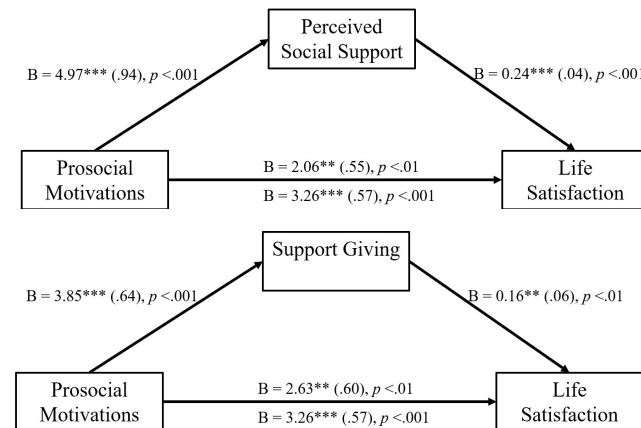 Perceived
Social Support
B = 4.97*** (.94), p <.001
B = 0.24*** (.04), p <.001
Prosocial
Motivations
B = 2.06** (.55), p <.01
B = 3.26*** (.57), p <.001
Life
Satisfaction
Support Giving
B = 3.85*** (.64), p <.001
B = 0.16** (.06), p <.01
Prosocial
Motivations
B = 2.63** (.60), p <.01
B = 3.26*** (.57), p <.001
Life
Satisfaction